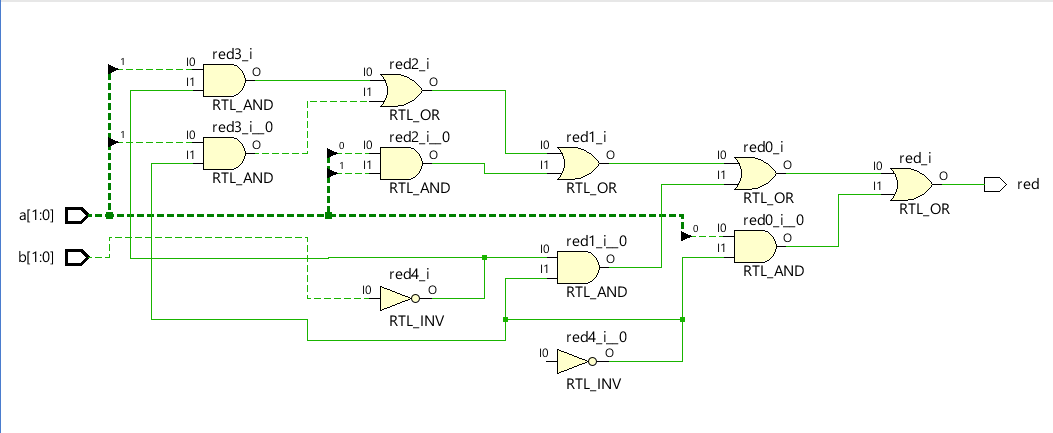 red3_i
1 I0 O
I1
RTL_AND
red2_i
I0 O
I1
RTL_OR
red3_i__0
1 I0 O
I1
RTL_AND
red2_i__0
0 I0 O
1 I1
RTL_AND
red1_i
I0 O
I1
RTL_OR
red0_i
I0 O
I1
RTL_OR
red_i
I0 O
I1
RTL_OR
red
a[1:0]
b[1:0]
red0_i__0
0 I0 O
I1
RTL_AND
red1_i__0
I0 O
I1
RTL_AND
red4_i
I0 O
RTL_INV
red4_i__0
I0 O
RTL_INV